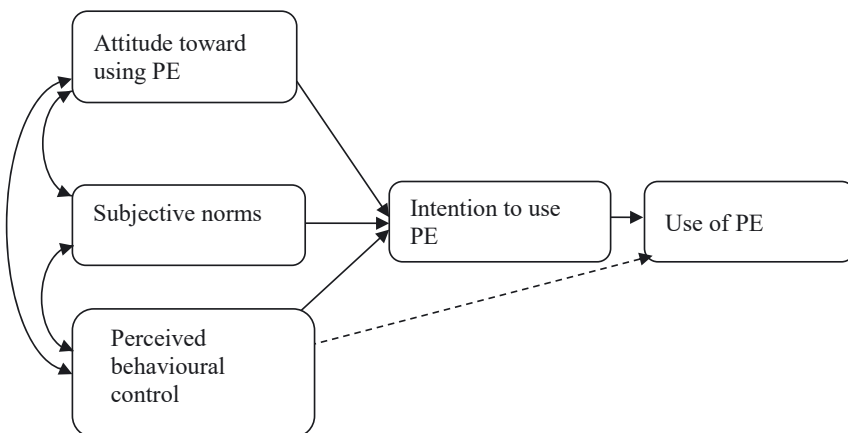 Attitude toward
using PE
Subjective norms
Perceived
behavioural
control
Intention to use
PE
Use of PE